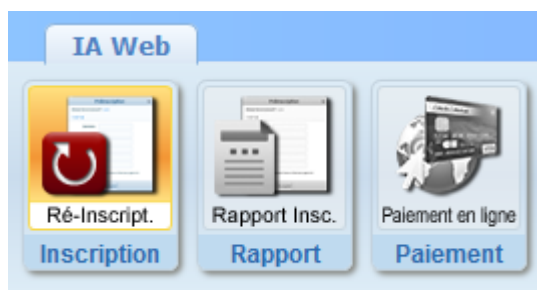 IA Web
Ré-Inscript.
Rapport Insc.
Paiement en ligne
Inscription
Rapport
Paiement